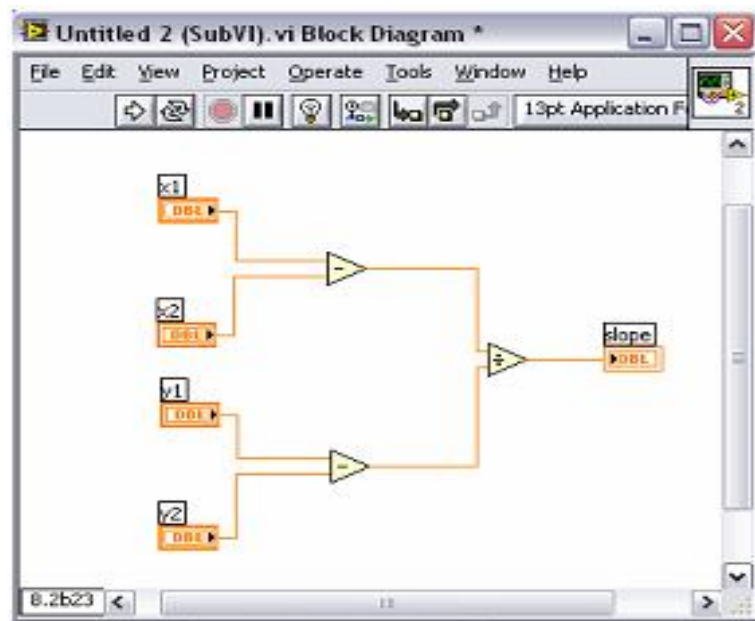 Untitled 2 (SubVI).vi Block Diagram *
File Edit View Project Operate Tools Window Help
13pt Application F
2
x1
DBL
x2
DBL
y1
DBL
y2
DBL
slope
DBL
8.2b23